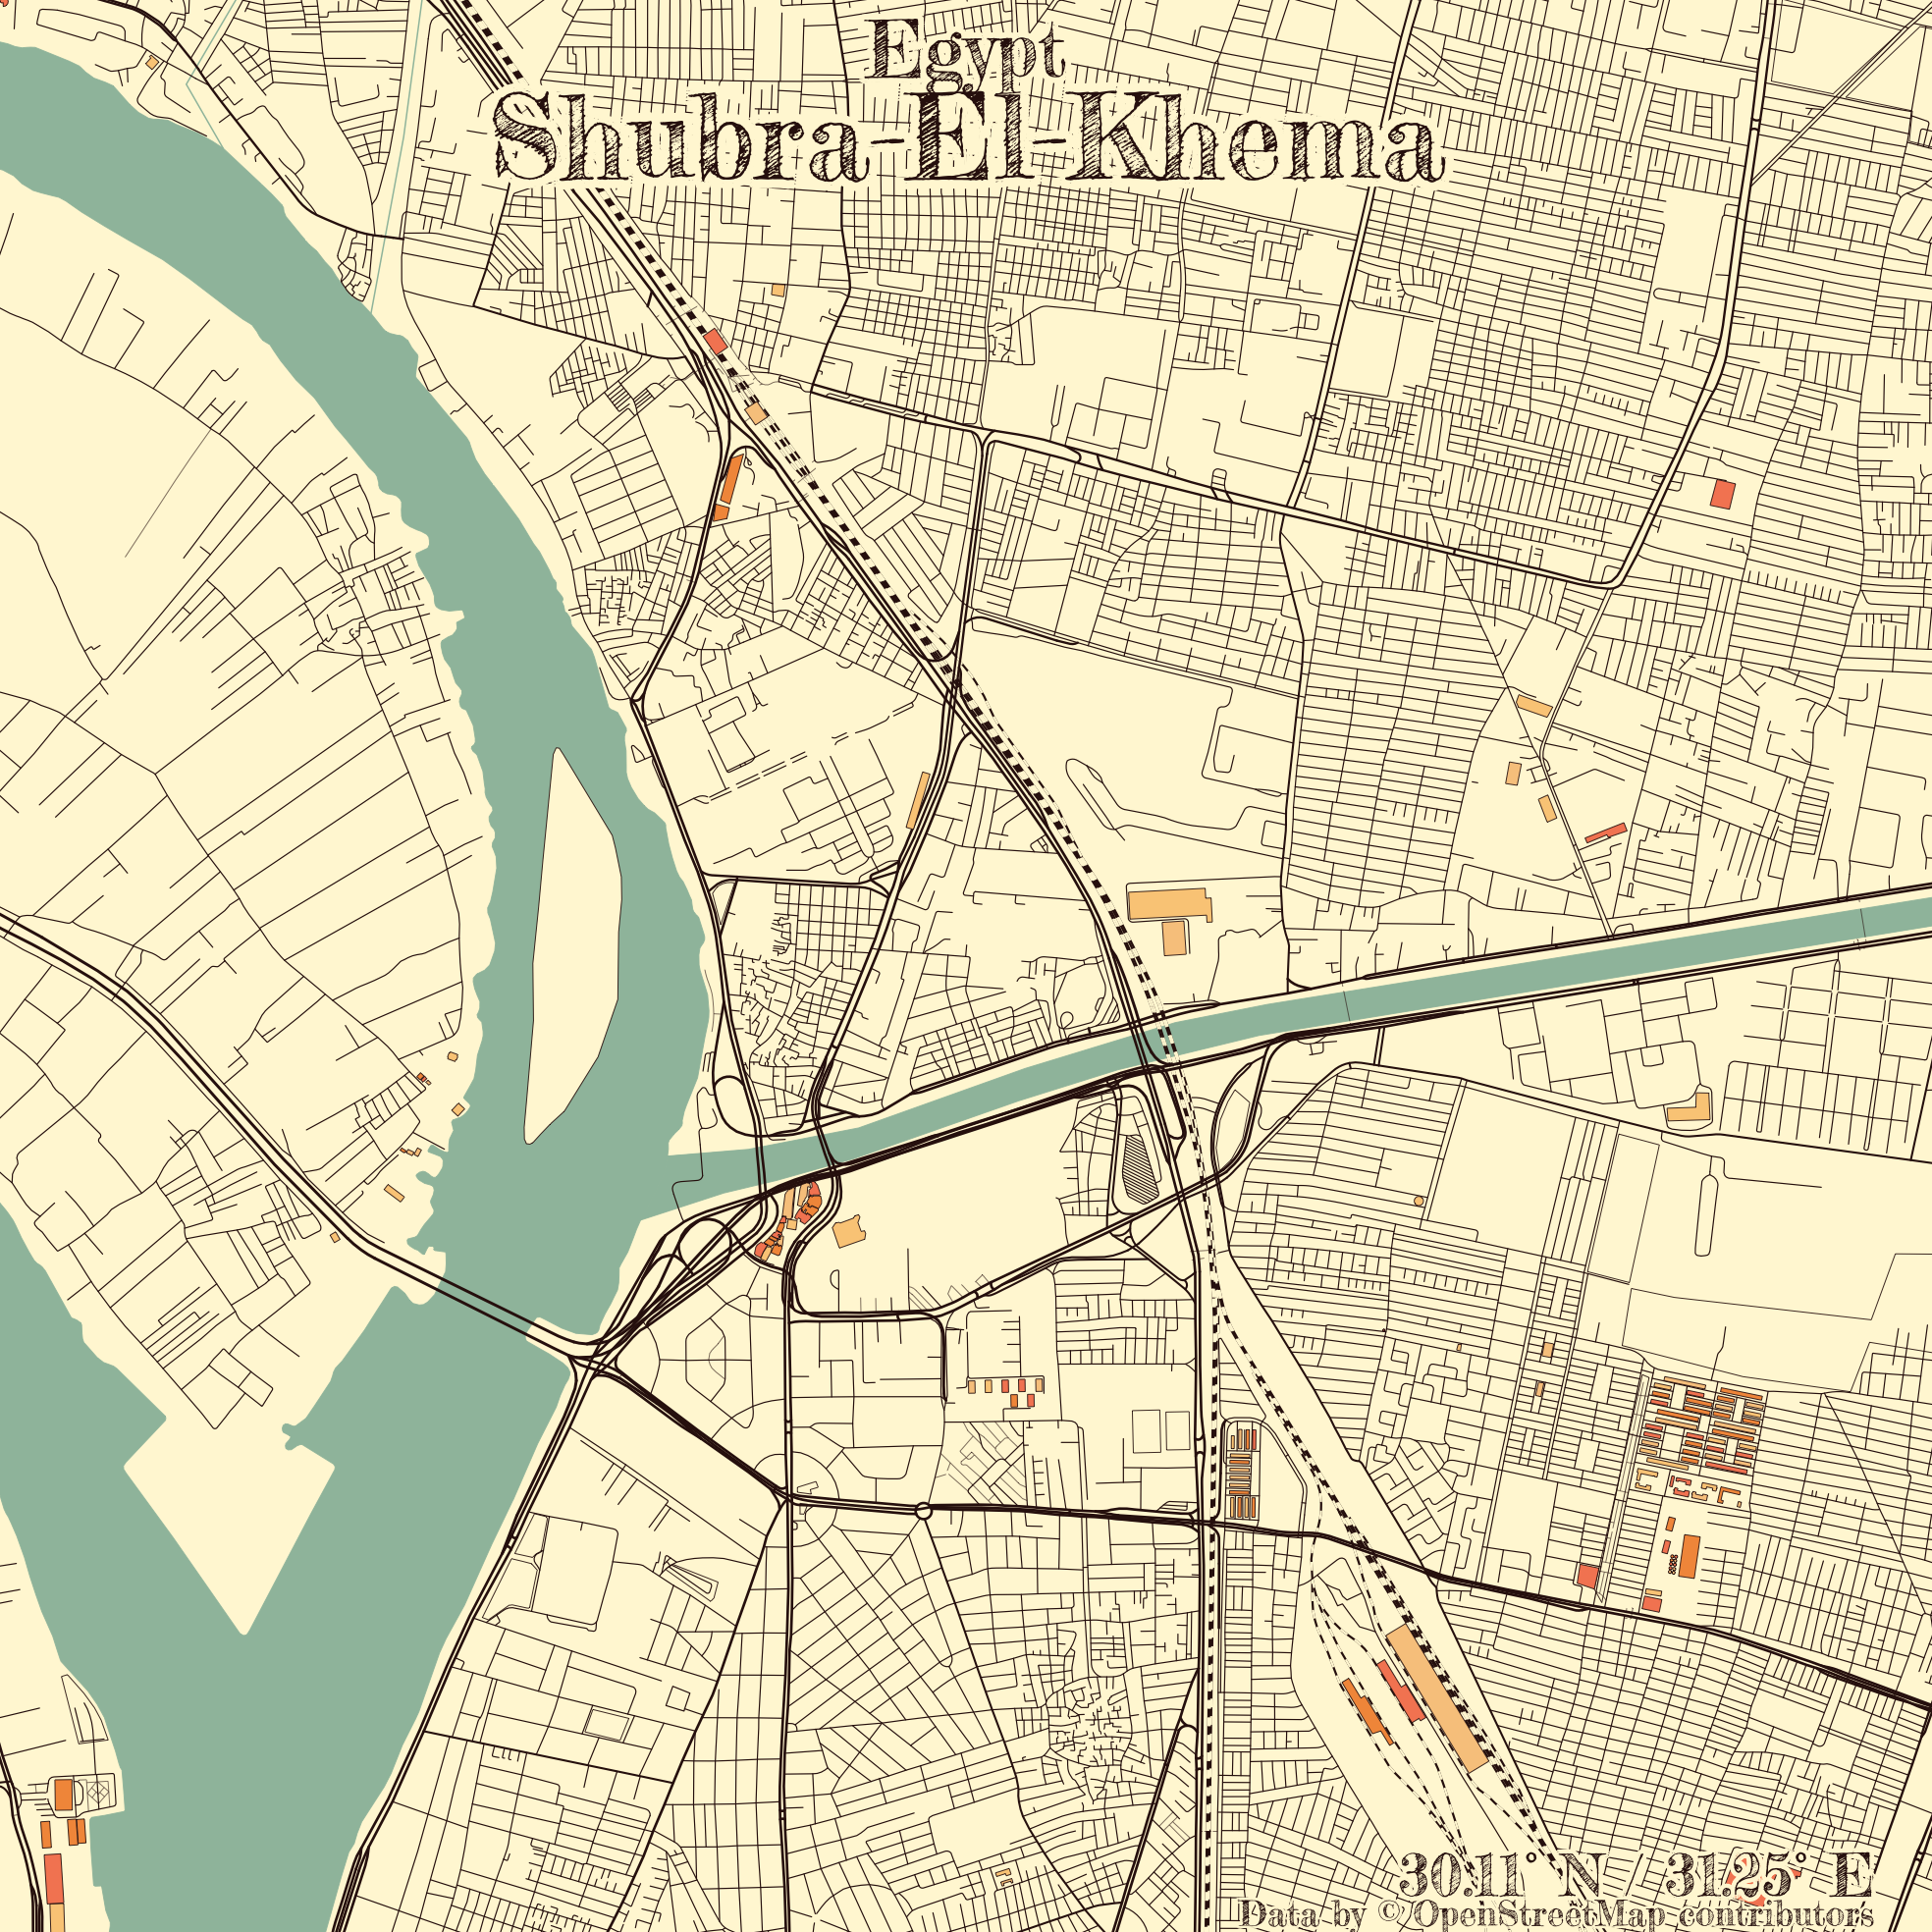 Egypt
Shubra-El-Khema
30.11° N / 31.25° E
Data by © OpenStreetMap contributors